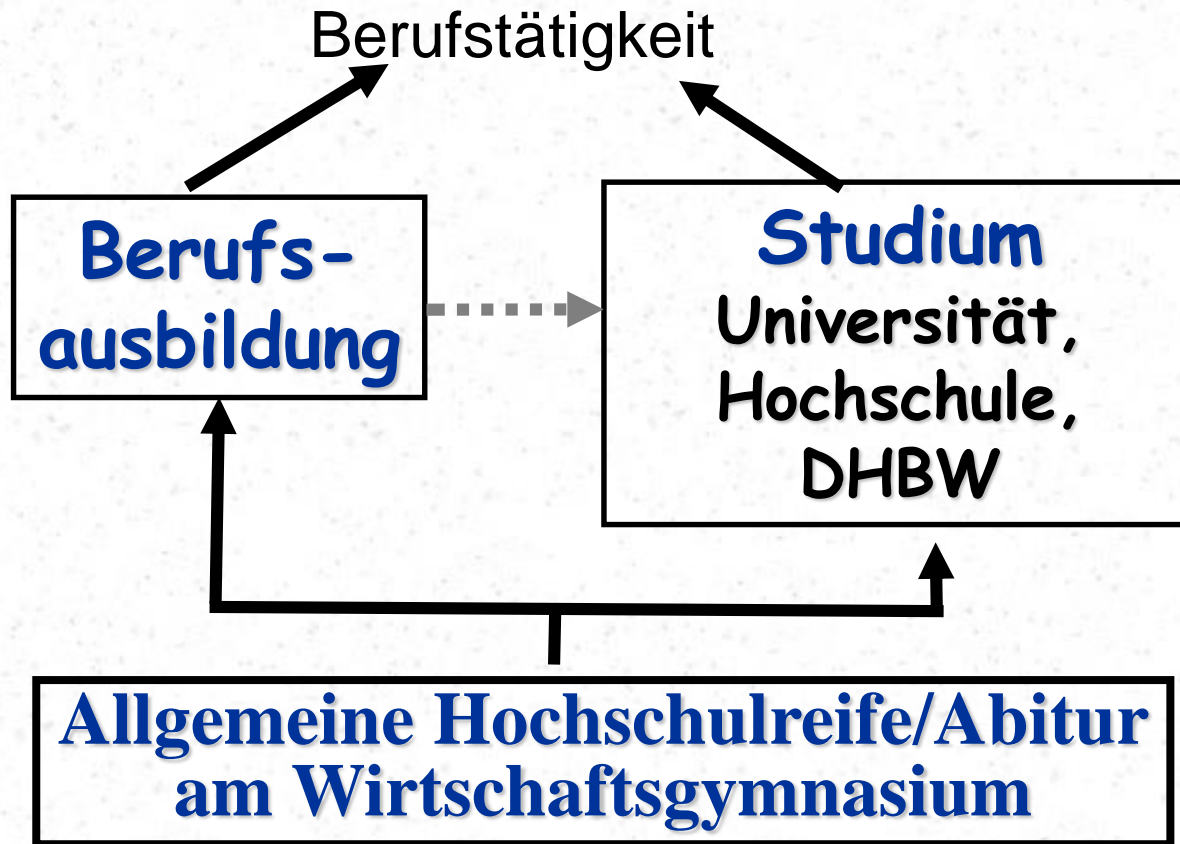 Berufstätigkeit
Berufs-
ausbildung
Studium
Universität,
Hochschule,
DHBW
Allgemeine Hochschulreife/Abitur
am Wirtschaftsgymnasium